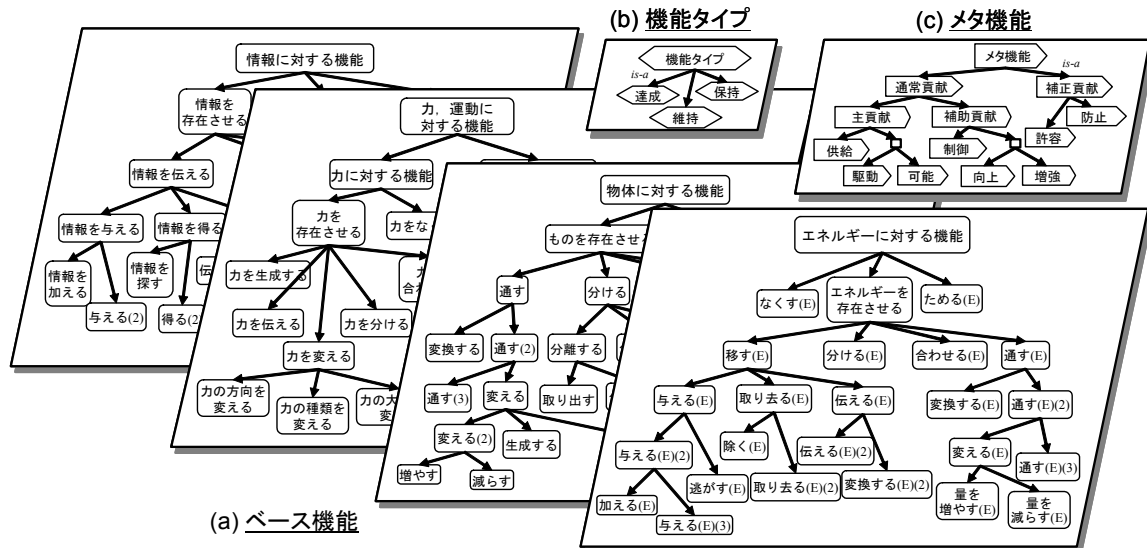 (b) 機能タイプ
(c) メタ機能
機能タイプ
is-a
達成
保持
維持
メタ機能
is-a
通常貢献
補正貢献
主貢献
補助貢献
防止
許容
供給
制御
駆動
可能
向上
増強
情報に対する機能
情報を
存在させる
情報を伝える
情報を与える
情報を得る
情報を
加える
情報を
探す
与える(2)
得る(2)
力，運動に
対する機能
力に対する機能
力を
存在させる
力をな
力を生成する
合わ
力を伝える
力を分ける
力を変える
力の方向を
変える
力の種類を
変える
力の大
変
物体に対する機能
ものを存在させる
通す
分ける
変換する
通す(2)
分離する
通す(3)
変える
取り出す
変える(2)
生成する
増やす
減らす
エネルギーに対する機能
なくす(E)
エネルギーを
存在させる
ためる(E)
移す(E)
分ける(E)
合わせる(E)
通す(E)
与える(E)
取り去る(E)
伝える(E)
変換する(E)
通す(E)(2)
与える(E)(2)
除く(E)
伝える(E)(2)
変える(E)
通す(E)(3)
逃がす(E)
取り去る(E)(2)
変換する(E)(2)
加える(E)
与える(E)(3)
量を
増やす(E)
量を
減らす(E)
(a) ベース機能